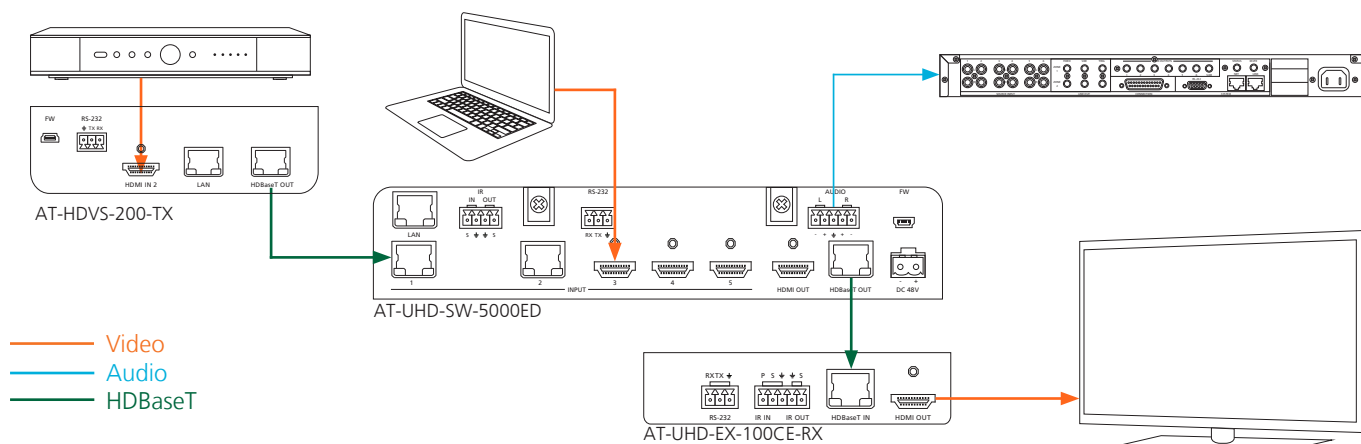 FW
RS-232
TX RX
HDMI IN 2
LAN
HDBaseT OUT
AT-HDVS-200-TX
IR
IN OUT
S S
LAN
RS-232
RX TX
AUDIO
L R
- + + -
FW
1
2
3
4
5
INPUT
HDMI OUT
HDBaseT OUT
- +
DC 48V
AT-UHD-SW-5000ED
Video
Audio
HDBaseT
RX TX
RS-232
P S S
IR IN
IR OUT
HDBaseT IN
HDMI OUT
AT-UHD-EX-100CE-RX